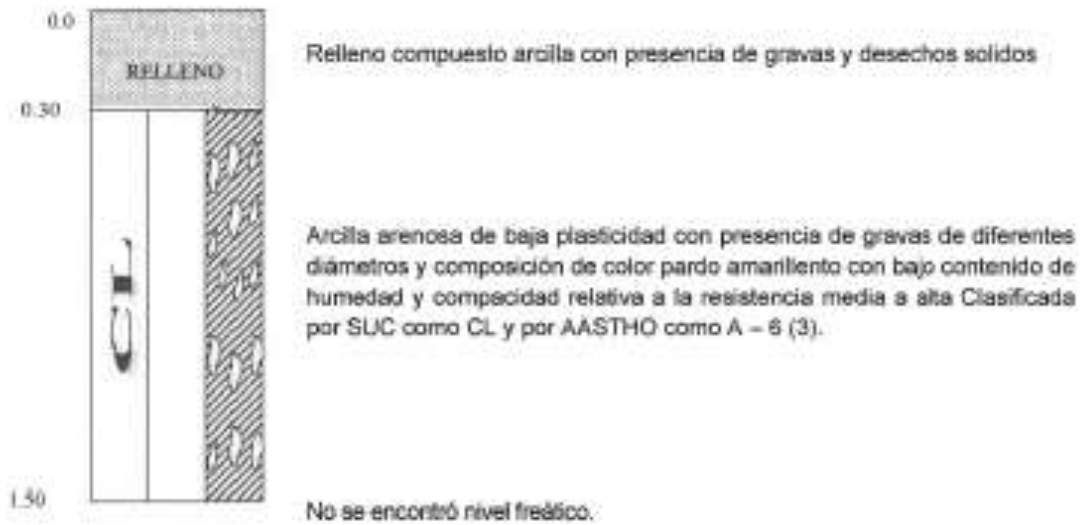 0.0
Relleno compuesto arcilla con presencia de gravas y desechos solidos
RELLENO
0.30
Arcilla arenosa de baja plasticidad con presencia de gravas de diferentes
diámetros y composición de color pardo amarillento con bajo contenido de
humedad y compacidad relativa a la resistencia media a alta Clasificada
por SUC como CL y por AASTHO como A – 6 (3).
CL
1.50
No se encontró nivel freático.